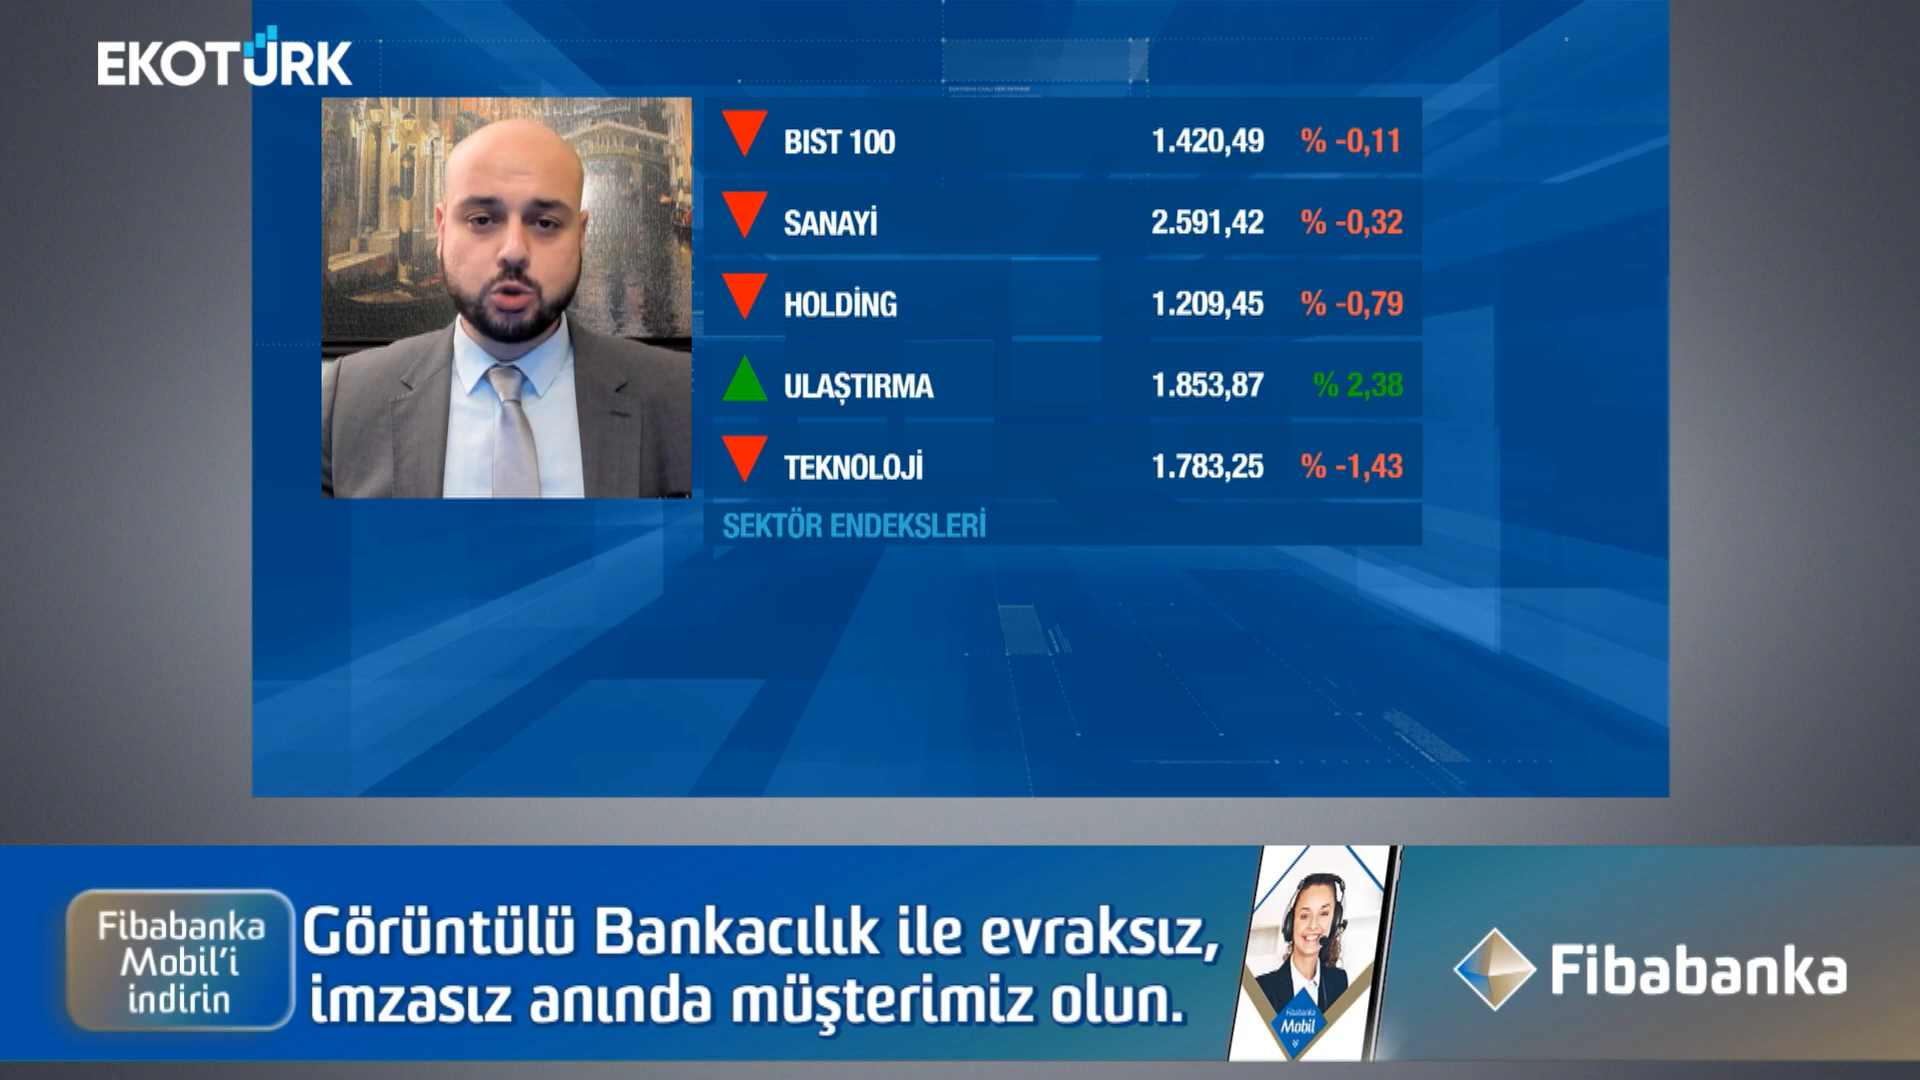 EKOTÜRK
BIST 100 1.420,49 % -0,11
SANAYİ 2.591,42 % -0,32
HOLDİNG 1.209,45 % -0,79
ULAŞTIRMA 1.853,87 % 2,38
TEKNOLOJİ 1.783,25 % -1,43
SEKTÖR ENDEKSLERİ
Fibabanka
Mobil'i
indirin
Görüntülü Bankacılık ile evraksız,
imzasız anında müşterimiz olun.
Fibabanka
Mobil
Fibabanka